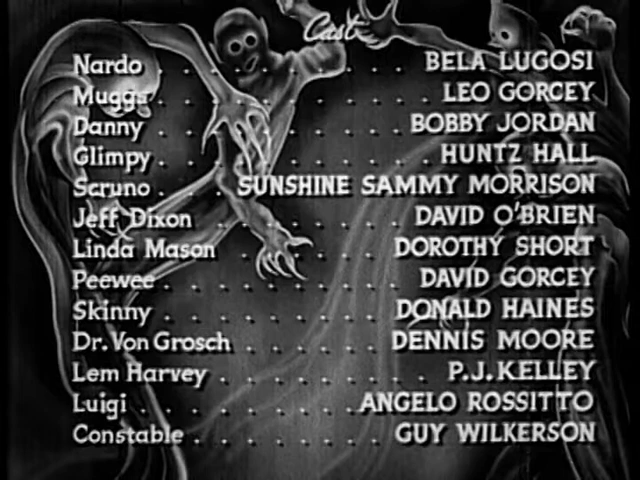 Cast
Nardo . . . . . . . . . BELA LUGOSI
Muggs . . . . . . . . . LEO GORCEY
Danny . . . . . . . . BOBBY JORDAN
Glimpy . . . . . . . . . HUNTZ HALL
Scruno . . . SUNSHINE SAMMY MORRISON
Jeff Dixon . . . . . . . DAVID O'BRIEN
Linda Mason . . . . . DOROTHY SHORT
Peewee . . . . . . . . DAVID GORCEY
Skinny . . . . . . . . DONALD HAINES
Dr. Von Grosch . . . . . DENNIS MOORE
Lem Harvey . . . . . . . P.J. KELLEY
Luigi . . . . . . . . ANGELO ROSSITTO
Constable . . . . . . . GUY WILKERSON